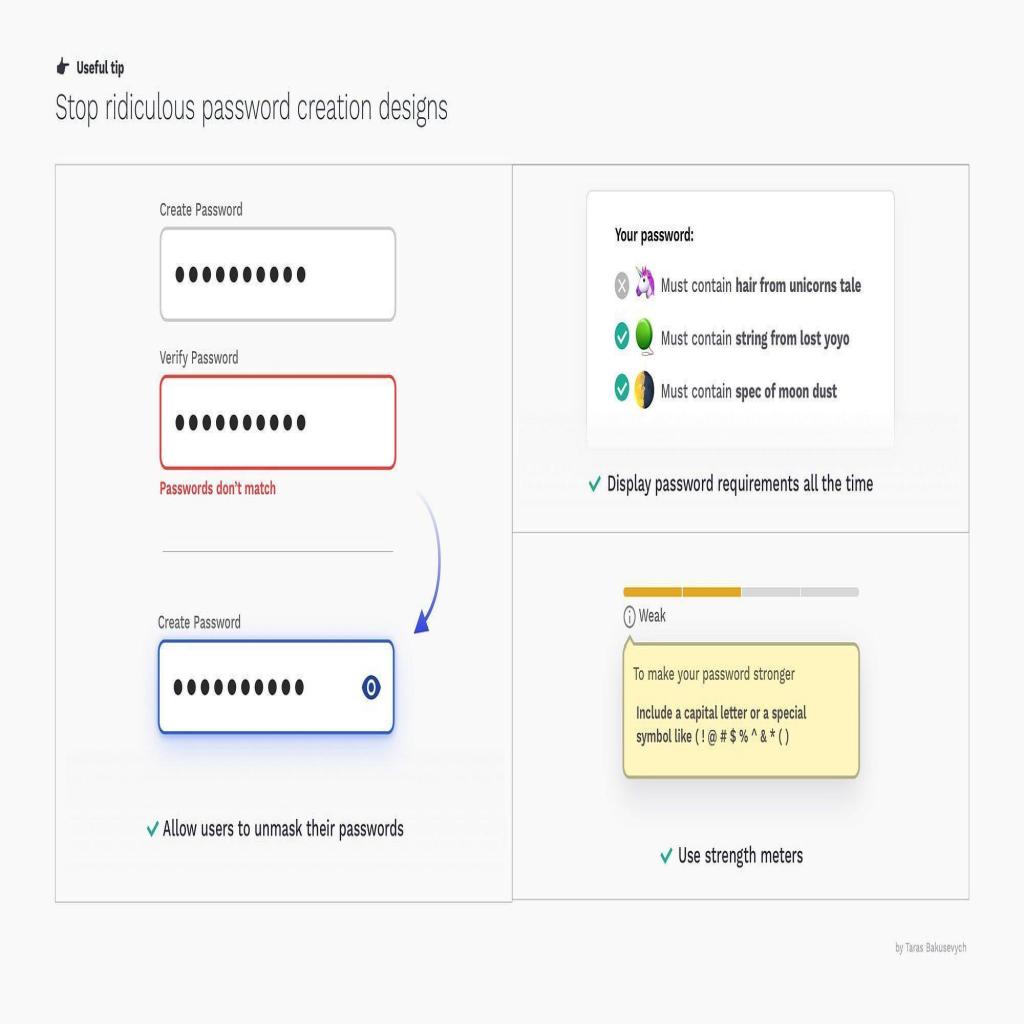 Useful tip
Stop ridiculous password creation designs
Create Password
Verify Password
Passwords don't match
Create Password
Allow users to unmask their passwords
Your password:
Must contain hair from unicorns tale
Must contain string from lost yoyo
Must contain spec of moon dust
Display password requirements all the time
Weak
To make your password stronger
Include a capital letter or a special
symbol like ( ! @ # $ % ^ & * ( )
Use strength meters
by Taras Bakusevych